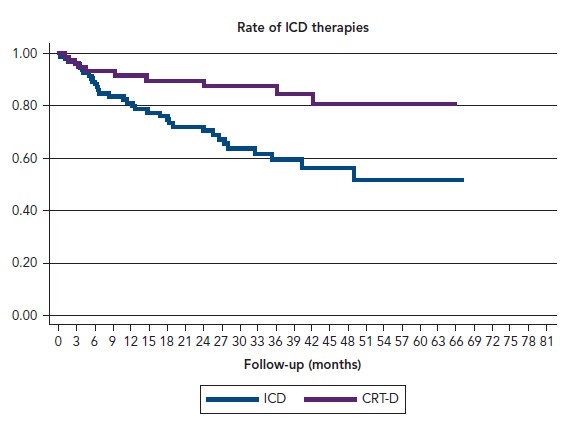 Rate of ICD therapies
1.00
0.80
0.60
0.40
0.20
0.00
0 3 6 9 12 15 18 21 24 27 30 33 36 39 42 45 48 51 54 57 60 63 66 69 72 75 78 81
Follow-up (months)
ICD CRT-D